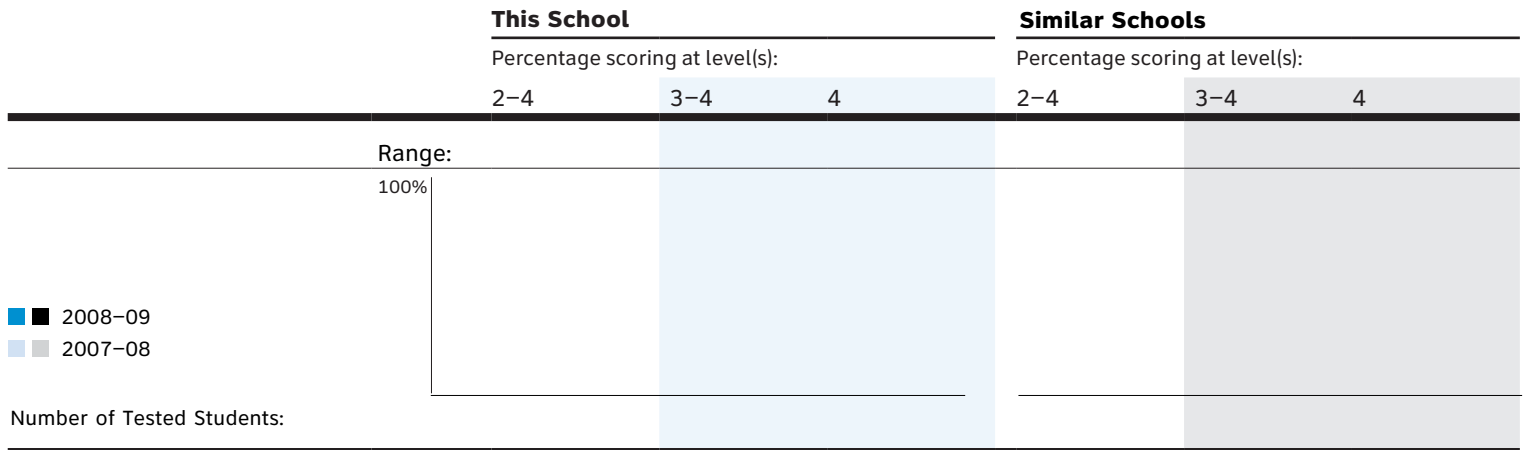 This School Similar Schools
Percentage scoring at level(s): Percentage scoring at level(s):
2–4 3–4 4 2–4 3–4 4
Range:
100%
2008–09
2007–08
Number of Tested Students: